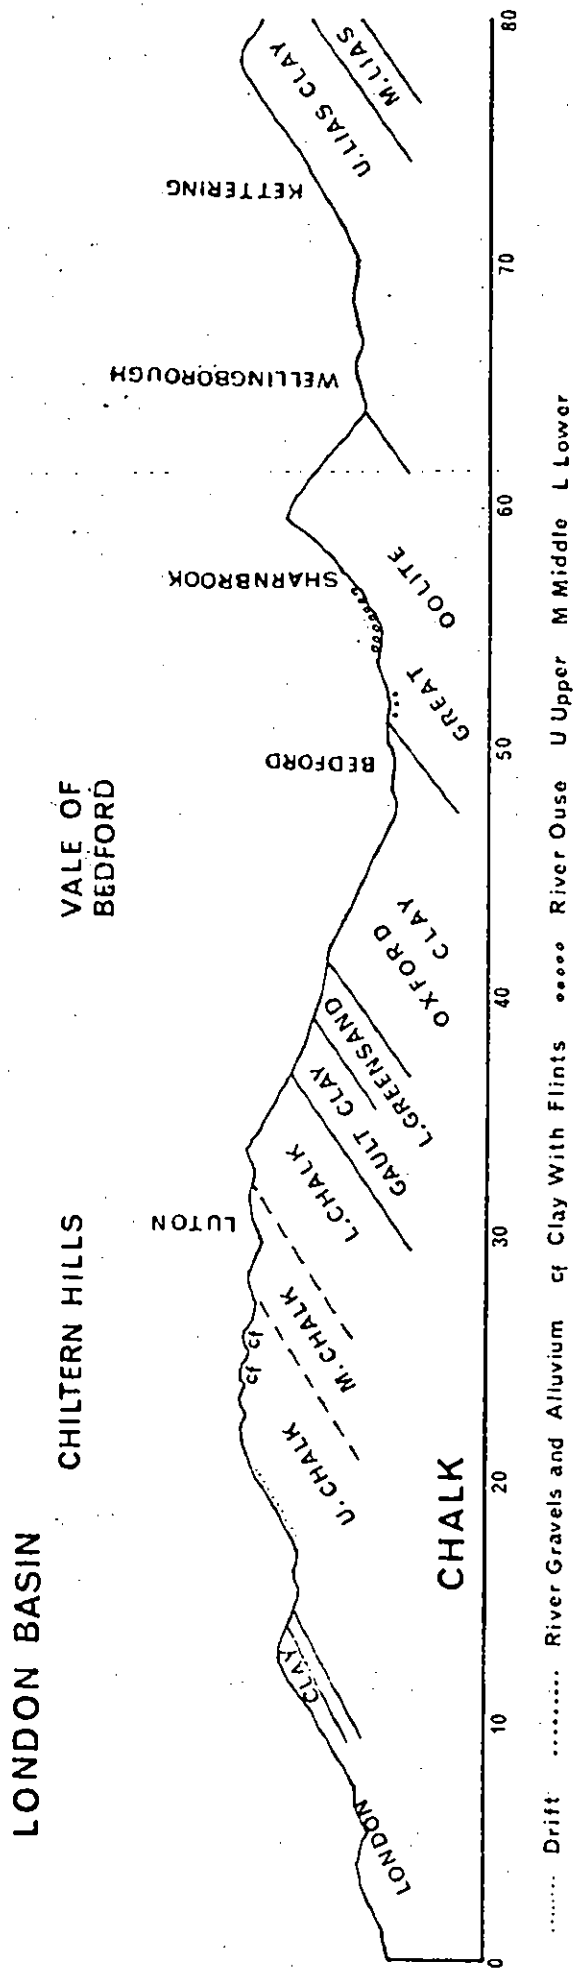 LONDON BASIN
CHILTERN HILLS
VALE OF
BEDFORD
LUTON
BEDFORD
SHARNBROOK
WELLINGBOROUGH
KETTERING
LONDON
CLAY
U.CHALK
cf cf
M.CHALK
L.CHALK
GAULT CLAY
L.GREENSAND
OXFORD
CLAY
GREAT
OOLITE
U.LIAS CLAY
M.LIAS
CHALK
0 10 20 30 40 50 60 70 80
Drift River Gravels and Alluvium cf Clay With Flints River Ouse U Upper M Middle L Lower